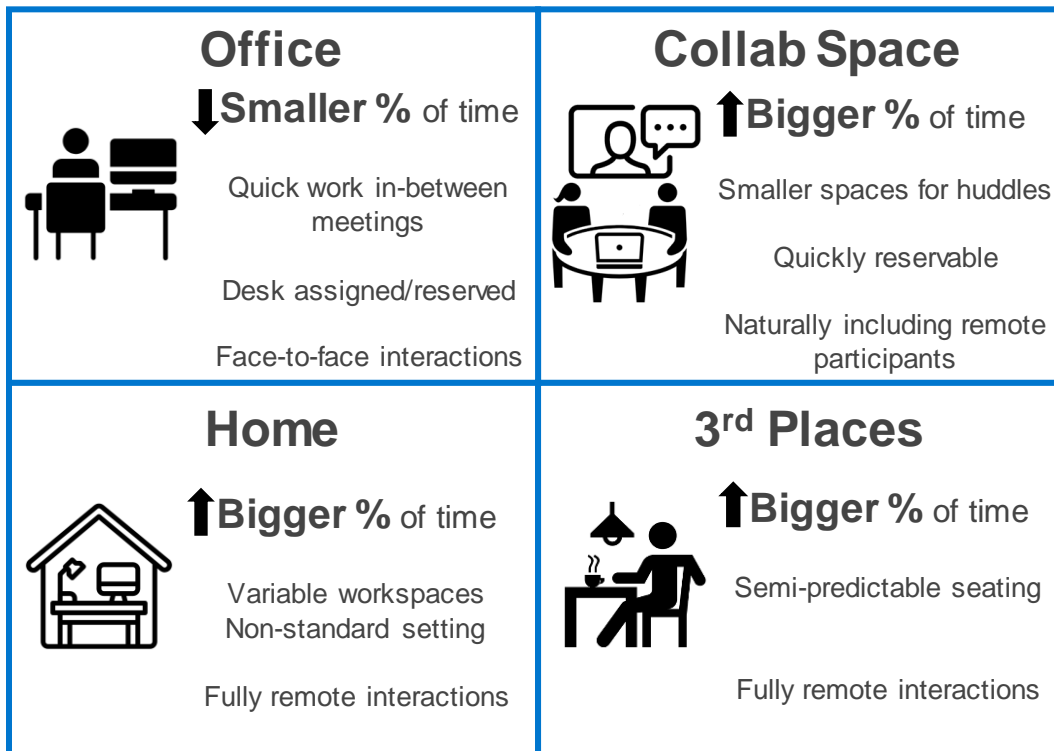 Office
Smaller % of time
Quick work in-between
meetings
Desk assigned/reserved
Face-to-face interactions
Collab Space
Bigger % of time
Smaller spaces for huddles
Quickly reservable
Naturally including remote
participants
Home
Bigger % of time
Variable workspaces
Non-standard setting
Fully remote interactions
3rd Places
Bigger % of time
Semi-predictable seating
Fully remote interactions